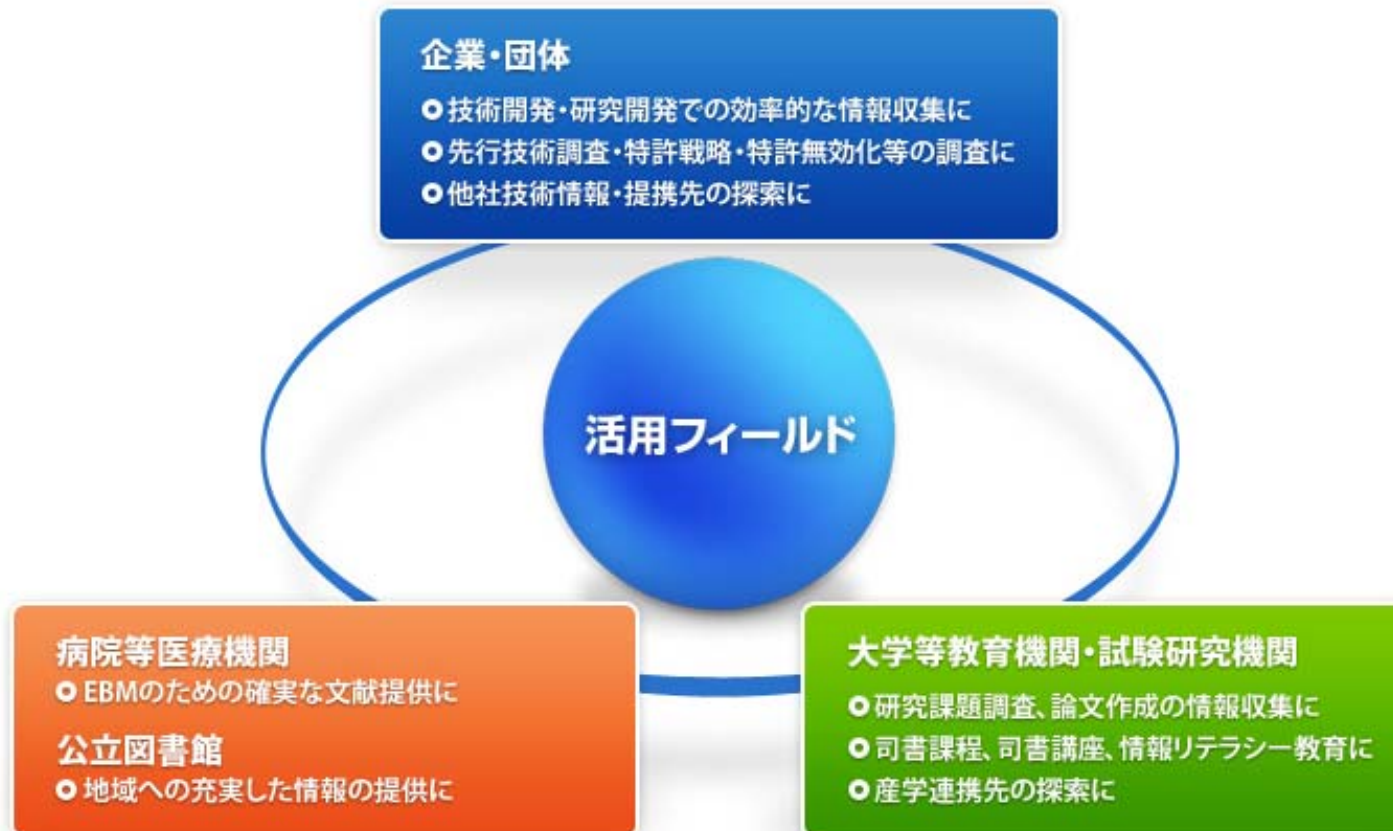 企業・団体
技術開発・研究開発での効率的な情報収集に
先行技術調査・特許戦略・特許無効化等の調査に
他社技術情報・提携先の探索に
活用フィールド
病院等医療機関
EBMのための確実な文献提供に
公立図書館
地域への充実した情報の提供に
大学等教育機関・試験研究機関
研究課題調査、論文作成の情報収集に
司書課程、司書講座、情報リテラシー教育に
産学連携先の探索に